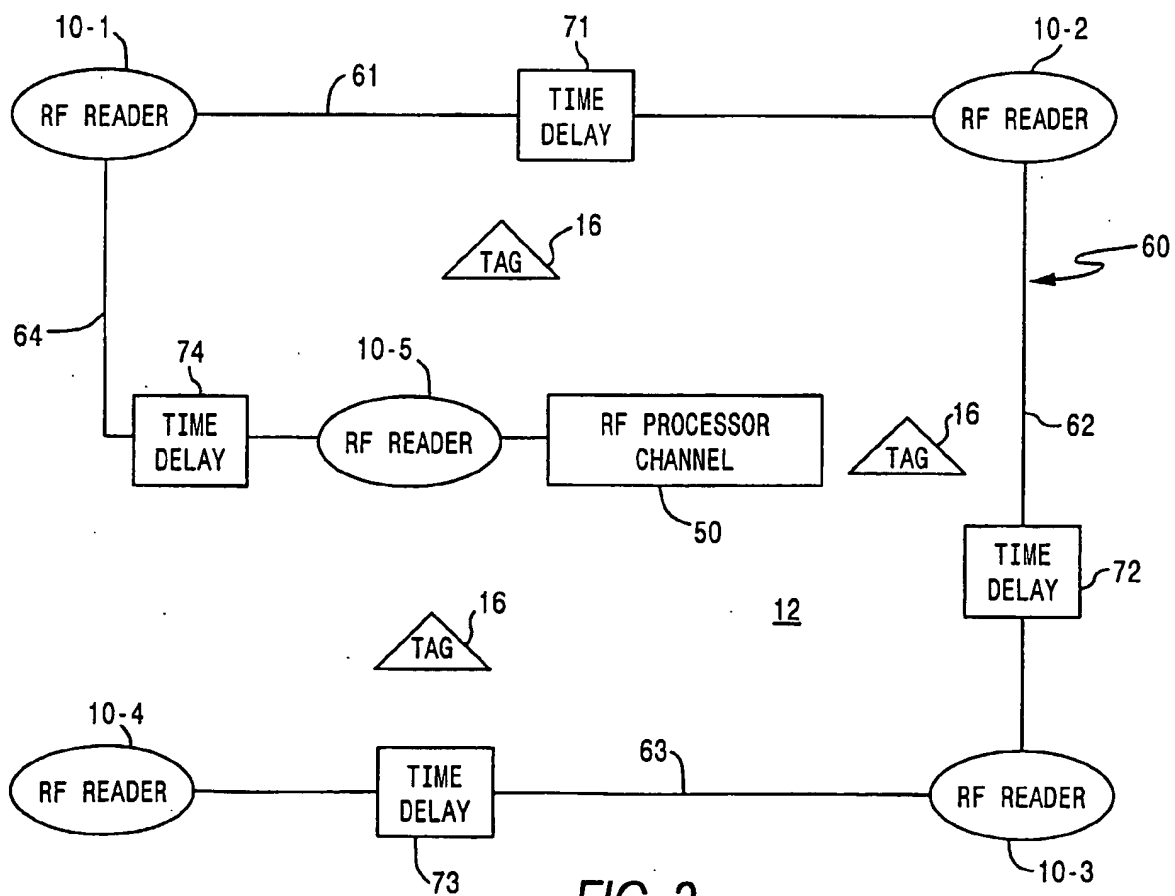 10-1
71
10-2
61
RF READER
TIME
DELAY
RF READER
16
TAG
60
64
74
10-5
16
62
TIME
DELAY
RF READER
RF PROCESSOR
CHANNEL
TAG
50
TIME
DELAY
72
16
12
TAG
10-4
63
RF READER
TIME
DELAY
RF READER
73
10-3